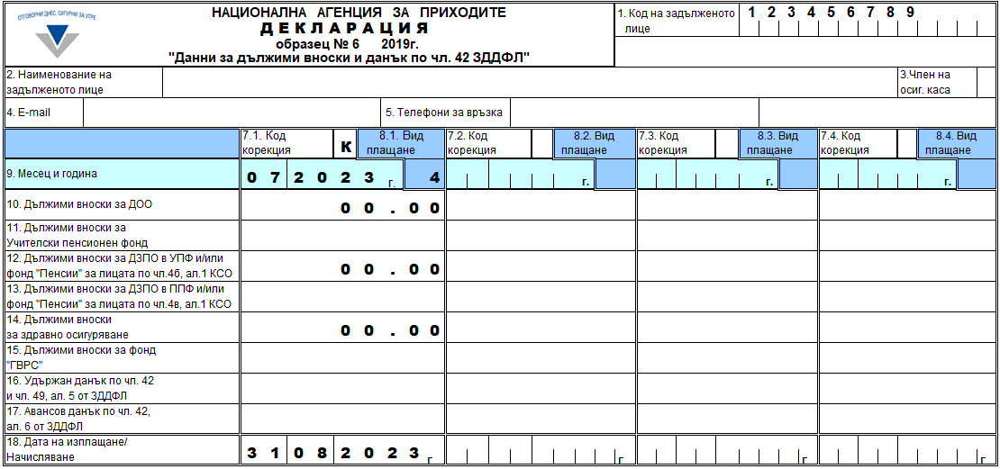 ОТГОВОРНИ ДНЕС. СИГУРНИ ЗА УТРЕ
НАЦИОНАЛНА АГЕНЦИЯ ЗА ПРИХОДИТЕ
ДЕКЛАРАЦИЯ
образец № 6 2019г.
"Данни за дължими вноски и данък по чл. 42 ЗДДФЛ"
1. Код на задълженото лице 1 2 3 4 5 6 7 8 9
2. Наименование на задълженото лице
3.Член на осиг. каса
4. E-mail
5. Телефони за връзка
7.1. Код корекция К 8.1. Вид плащане 7.2. Код корекция 8.2. Вид плащане 7.3. Код корекция 8.3. Вид плащане 7.4. Код корекция 8.4. Вид плащане
9. Месец и година 0 7 2 0 2 3 г. 4 г. г. г.
10. Дължими вноски за ДОО 0 0 . 0 0
11. Дължими вноски за
Учителски пенсионен фонд
12. Дължими вноски за ДЗПО в УПФ и/или
фонд "Пенсии" за лицата по чл.4б, ал.1 КСО 0 0 . 0 0
13. Дължими вноски за ДЗПО в ППФ и/или
фонд "Пенсии" за лицата по чл.4в, ал.1 КСО
14. Дължими вноски
за здравно осигуряване 0 0 . 0 0
15. Дължими вноски за фонд
"ГВРС"
16. Удържан данък по чл. 42
и чл. 49, ал. 5 от ЗДДФЛ
17. Авансов данък по чл. 42,
ал. 6 от ЗДДФЛ
18. Дата на изплащане/
Начисляване 3 1 0 8 2 0 2 3 г г г г